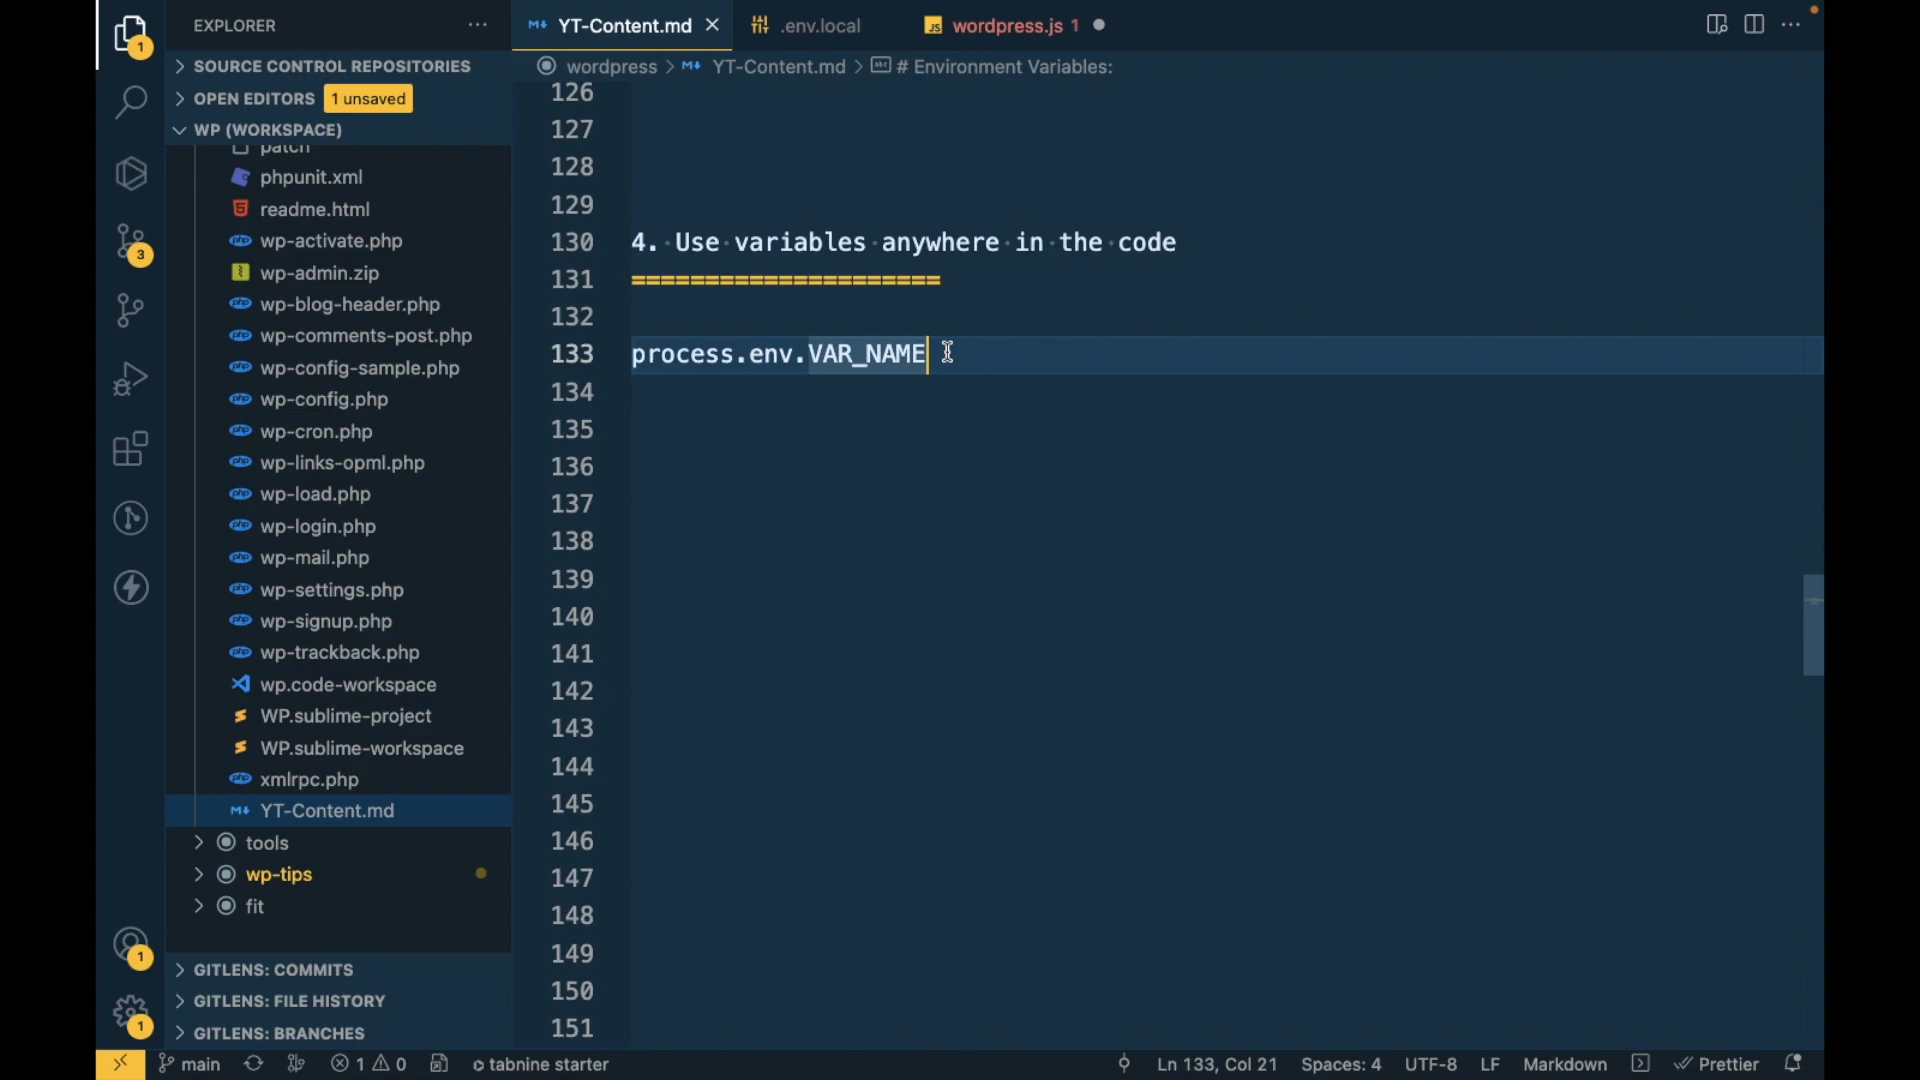 EXPLORER
YT-Content.md
.env.local
wordpress.js 1
SOURCE CONTROL REPOSITORIES
OPEN EDITORS 1 unsaved
WP (WORKSPACE)
patch
phpunit.xml
readme.html
wp-activate.php
wp-admin.zip
wp-blog-header.php
wp-comments-post.php
wp-config-sample.php
wp-config.php
wp-cron.php
wp-links-opml.php
wp-load.php
wp-login.php
wp-mail.php
wp-settings.php
wp-signup.php
wp-trackback.php
wp.code-workspace
WP.sublime-project
WP.sublime-workspace
xmlrpc.php
YT-Content.md
tools
wp-tips
fit
GITLENS: COMMITS
GITLENS: FILE HISTORY
GITLENS: BRANCHES
1
3
1
1
wordpress > YT-Content.md > # Environment Variables:
126
127
128
129
130 4. Use variables anywhere in the code
131 =====================
132
133 process.env.VAR_NAME
134
135
136
137
138
139
140
141
142
143
144
145
146
147
148
149
150
151
main 1 0 tabnine starter Ln 133, Col 21 Spaces: 4 UTF-8 LF Markdown Prettier